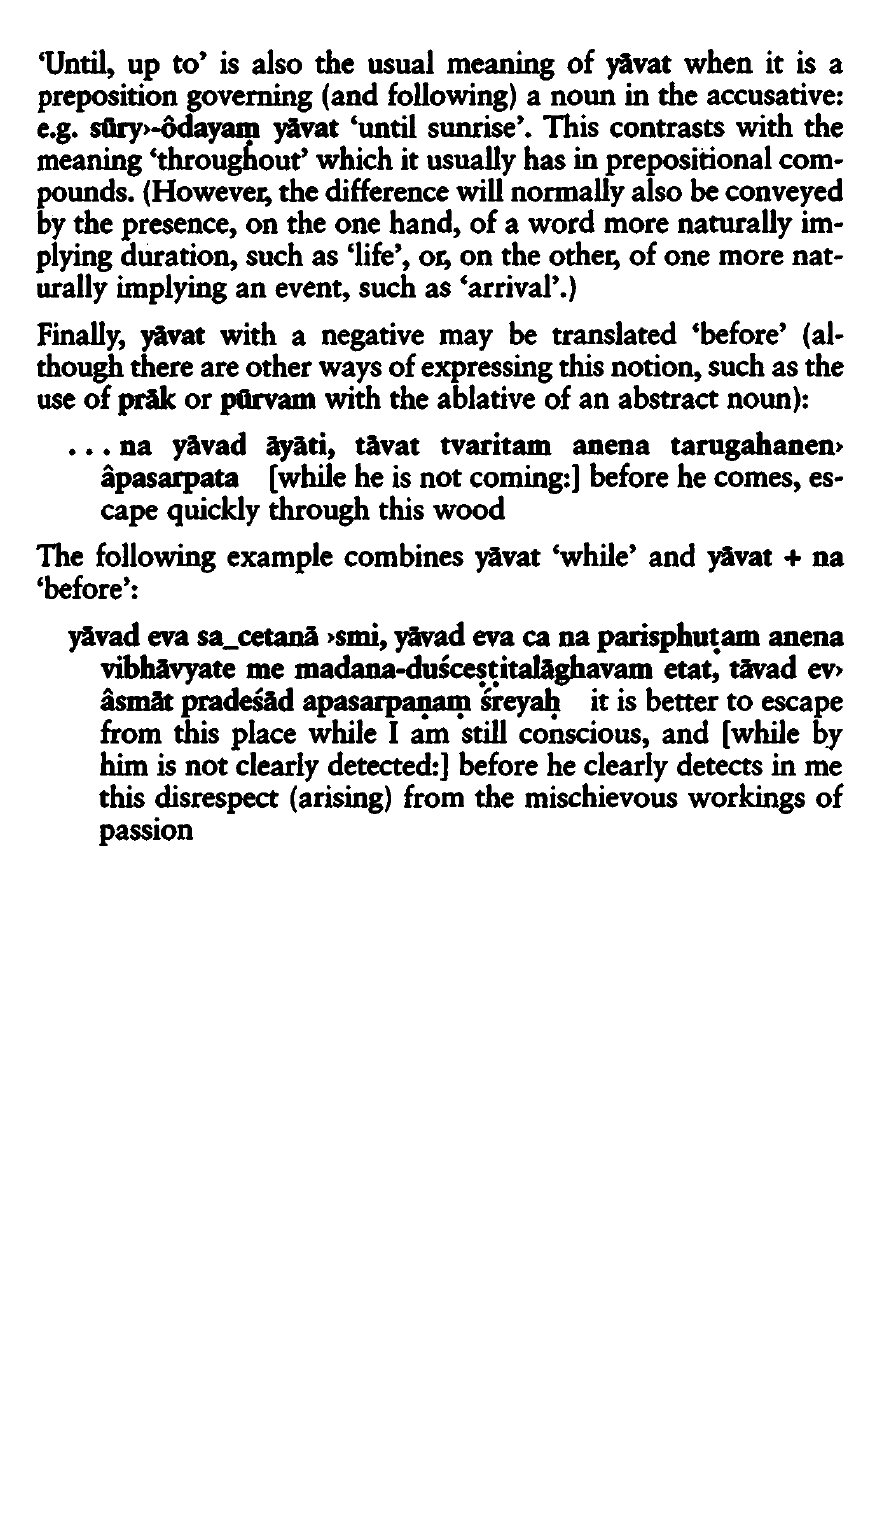 ‘Until, up to’ is also the usual meaning of yāvat when it is a
preposition governing (and following) a noun in the accusative:
e.g. sūry›-ôdayaṃ yāvat ‘until sunrise’. This contrasts with the
meaning ‘throughout’ which it usually has in prepositional com-
pounds. (However, the difference will normally also be conveyed
by the presence, on the one hand, of a word more naturally im-
plying duration, such as ‘life’, or, on the other, of one more nat-
urally implying an event, such as ‘arrival’.)
Finally, yāvat with a negative may be translated ‘before’ (al-
though there are other ways of expressing this notion, such as the
use of prāk or pūrvam with the ablative of an abstract noun):
. . . na yāvad āyāti, tāvat tvaritam anena tarugahanen›
âpasarpata [while he is not coming:] before he comes, es-
cape quickly through this wood
The following example combines yāvat ‘while’ and yāvat + na
‘before’:
yāvad eva sa_cetanā ›smi, yāvad eva ca na parisphuṭam anena
vibhāvyate me madana-duśceṣṭitalāghavam etat, tāvad ev›
âsmāt pradeśād apasarpaṇaṃ śreyaḥ it is better to escape
from this place while I am still conscious, and [while by
him is not clearly detected:] before he clearly detects in me
this disrespect (arising) from the mischievous workings of
passion